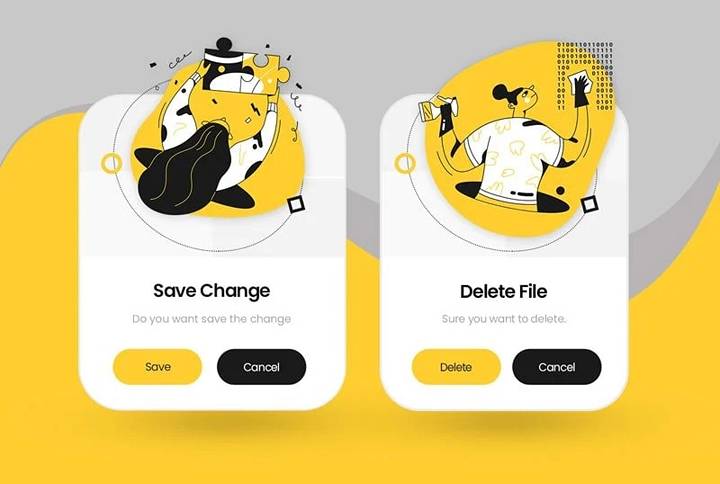 Save Change
Do you want save the change
Save
Cancel
Delete File
Sure you want to delete.
Delete
Cancel